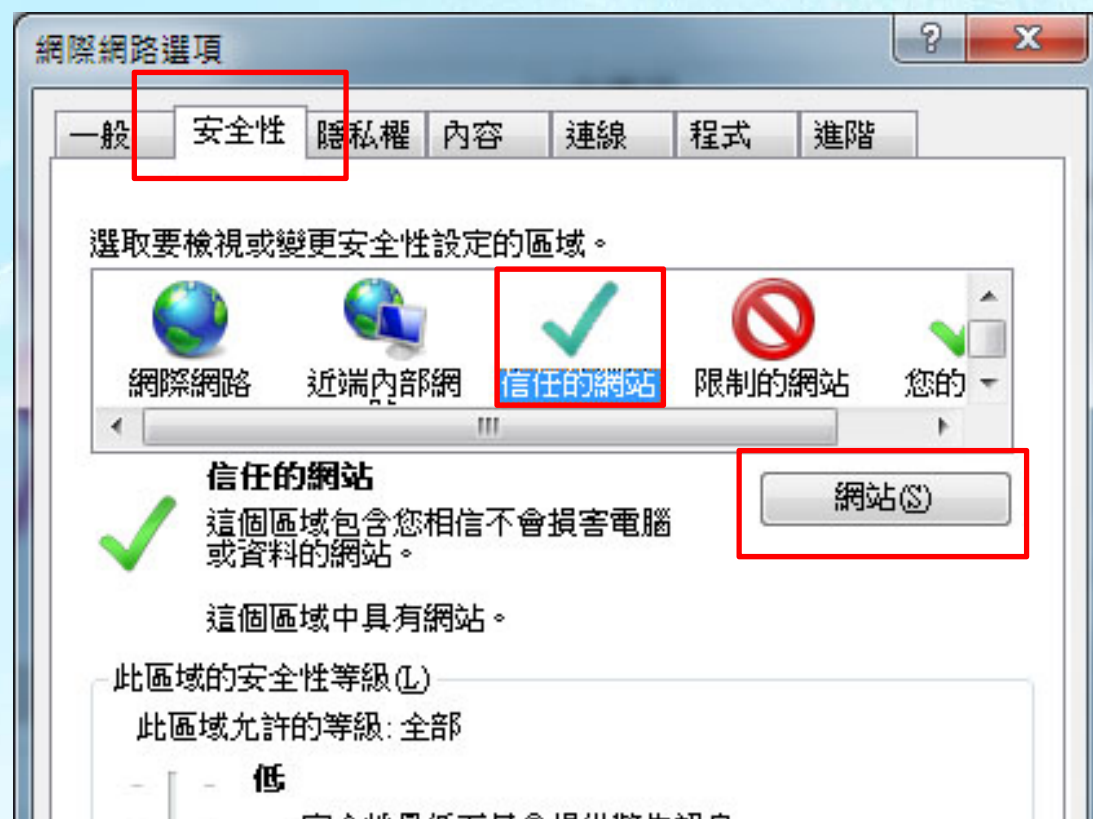 網際網路選項
一般 安全性 隱私權 內容 連線 程式 進階
選取要檢視或變更安全性設定的區域。
網際網路 近端內部網 信任的網站 限制的網站 您的
信任的網站
網站(S)
這個區域包含您相信不會損害電腦
或資料的網站。
這個區域中具有網站。
此區域的安全性等級(L)
此區域允許的等級: 全部
低